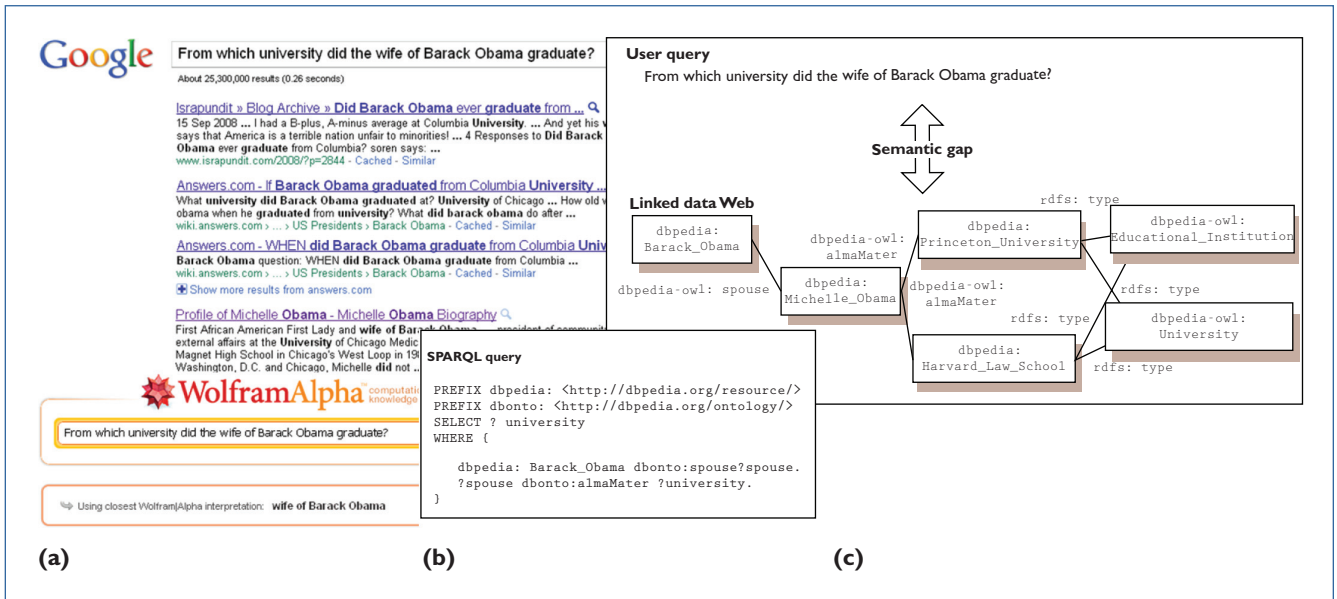 Google
From which university did the wife of Barack Obama graduate?
About 25,300,000 results (0.26 seconds)
Israpundit » Blog Archive » Did Barack Obama ever graduate from ...
15 Sep 2008 ... I had a B-plus, A-minus average at Columbia University. ... And yet his
says that America is a terrible nation unfair to minorities! ... 4 Responses to Did Barack
Obama ever graduate from Columbia? soren says: ...
www.israpundit.com/2008/?p=2844 - Cached - Similar
Answers.com - If Barack Obama graduated from Columbia University ...
What university did Barack Obama graduated at? University of Chicago ... How old
obama when he graduated from university? What did barack obama do after ...
wiki.answers.com › ... › US Presidents › Barack Obama - Cached - Similar
Answers.com - WHEN did Barack Obama graduate from Columbia Univ
Barack Obama question: WHEN did Barack Obama graduate from Columbia ...
wiki.answers.com › ... › US Presidents › Barack Obama - Cached - Similar
Show more results from answers.com
Profile of Michelle Obama - Michelle Obama Biography
First African American First Lady and wife of Barack Obama ... president of
external affairs at the University of Chicago Medic
Magnet High School in Chicago's West Loop in
Washington, D.C. and Chicago, Michelle did not ...
WolframAlpha
knowledge
From which university did the wife of Barack Obama graduate?
Using closest Wolfram|Alpha interpretation: wife of Barack Obama
(a)
SPARQL query
PREFIX dbpedia: <http://dbpedia.org/resource/>
PREFIX dbonto: <http://dbpedia.org/ontology/>
SELECT ? university
WHERE {
dbpedia: Barack_Obama dbonto:spouse?spouse.
?spouse dbonto:almaMater ?university.
}
(b)
User query
From which university did the wife of Barack Obama graduate?
Semantic gap
Linked data Web
dbpedia:
Barack_Obama
dbpedia-owl: spouse
dbpedia:
Michelle_Obama
dbpedia-owl:
almaMater
dbpedia:
Princeton_University
dbpedia-owl:
almaMater
dbpedia:
Harvard_Law_School
rdfs: type
dbpedia-owl:
Educational_Institution
rdfs: type
rdfs: type
dbpedia-owl:
University
rdfs: type
(c)